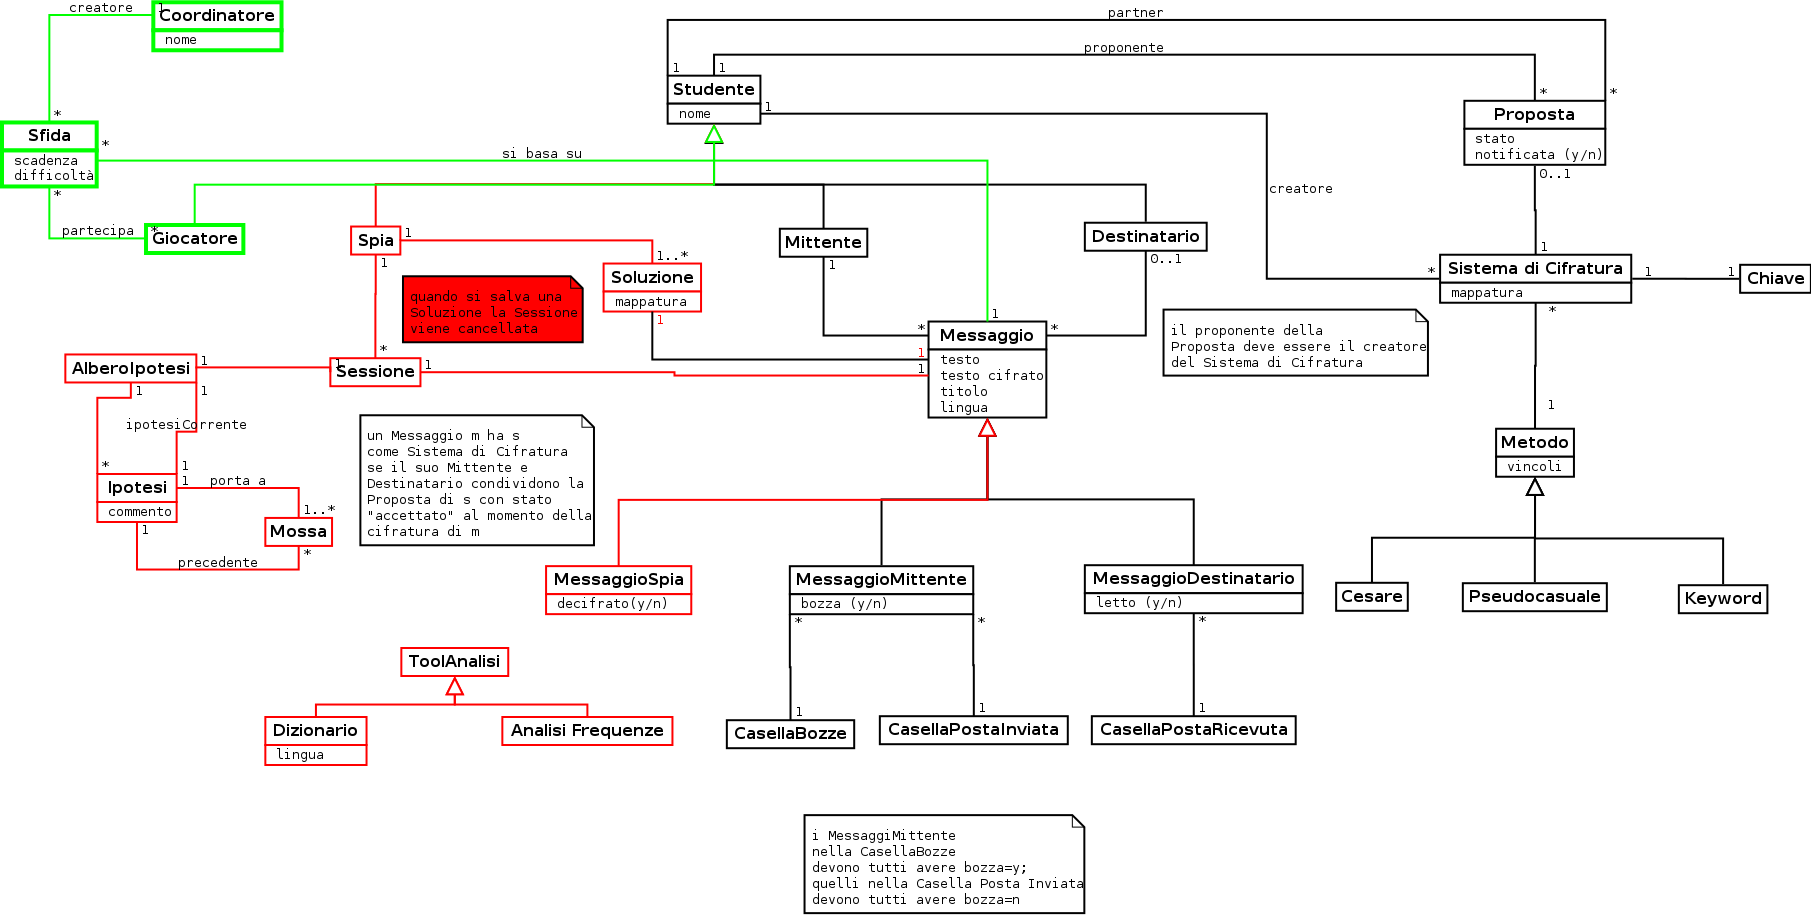 creatore
1
Coordinatore
nome
*
Sfida
scadenza
difficoltà
*
*
partecipa
*
Giocatore
si basa su
partner
proponente
1
1
Studente
nome
1
*
*
Proposta
stato
notificata (y/n)
0..1
creatore
Spia
1
1
1..*
Soluzione
mappatura
1
quando si salva una
Soluzione la Sessione
viene cancellata
Mittente
1
Destinatario
0..1
1
Sistema di Cifratura
mappatura
*
1
1
Chiave
*
il proponente della
Proposta deve essere il creatore
del Sistema di Cifratura
*
1
*
Messaggio
testo
testo cifrato
titolo
lingua
1
1
*
1
Sessione
1
AlberoIpotesi
1
1
1
ipotesiCorrente
*
1
Ipotesi
commento
1
porta a
1..*
Mossa
*
1
precedente
un Messaggio m ha s
come Sistema di Cifratura
se il suo Mittente e
Destinatario condividono la
Proposta di s con stato
"accettato" al momento della
cifratura di m
1
Metodo
vincoli
Cesare
Pseudocasuale
Keyword
MessaggioSpia
decifrato(y/n)
MessaggioMittente
bozza (y/n)
*
*
MessaggioDestinatario
letto (y/n)
*
ToolAnalisi
Dizionario
lingua
Analisi Frequenze
1
CasellaBozze
1
CasellaPostaInviata
1
CasellaPostaRicevuta
i MessaggiMittente
nella CasellaBozze
devono tutti avere bozza=y;
quelli nella Casella Posta Inviata
devono tutti avere bozza=n